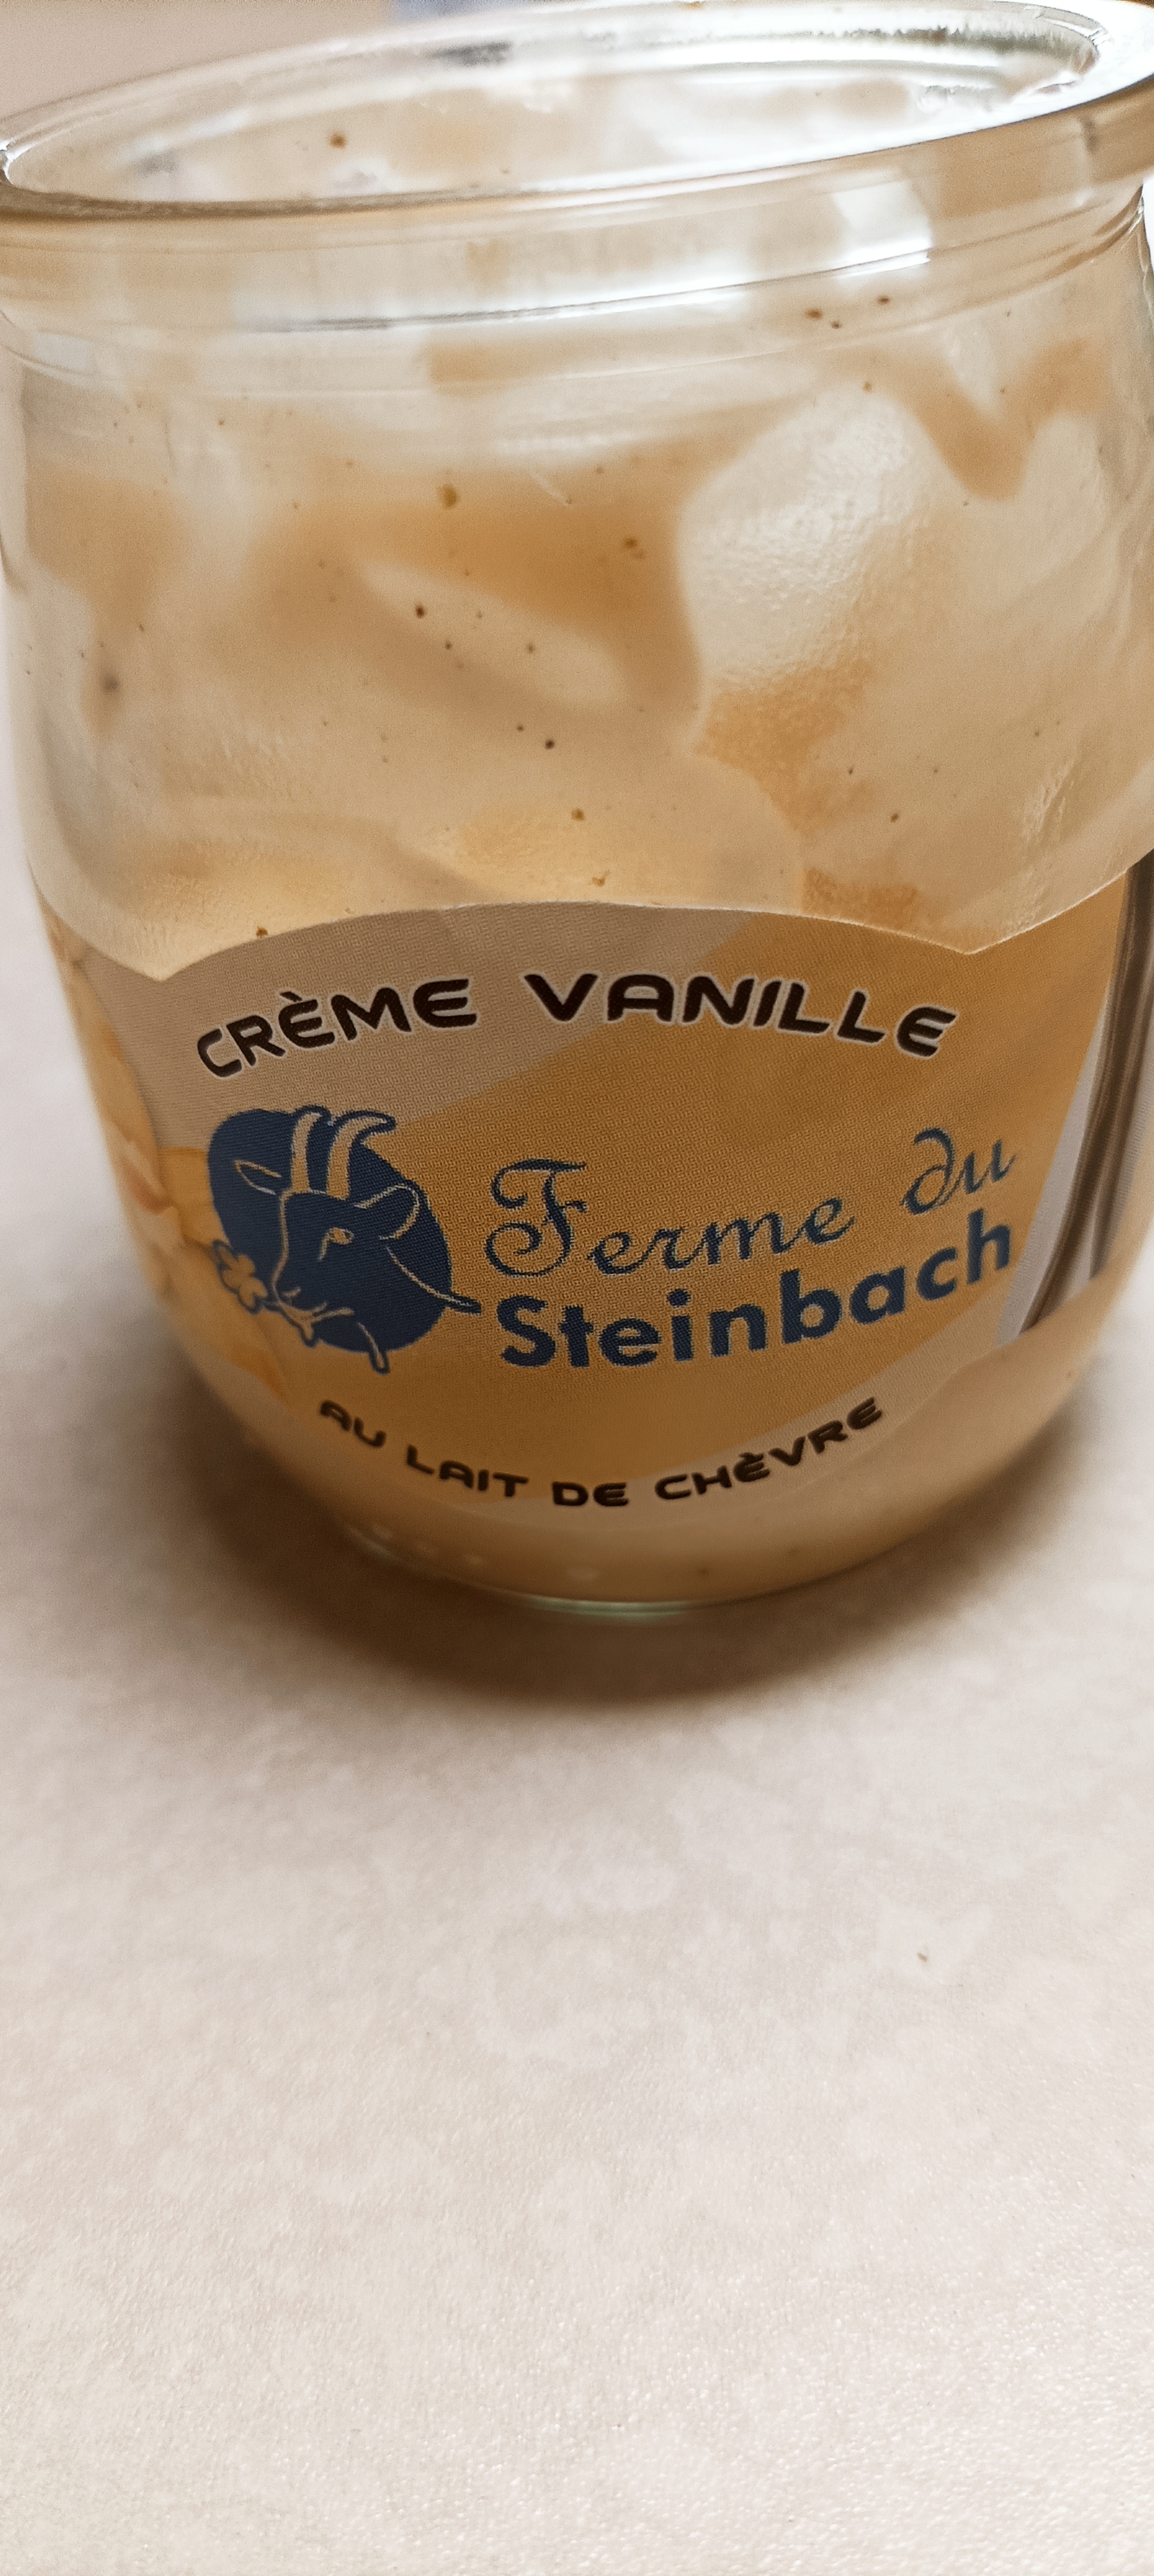 CRÈME VANILLE
Ferme du
Steinbach
AU LAIT DE CHÈVRE